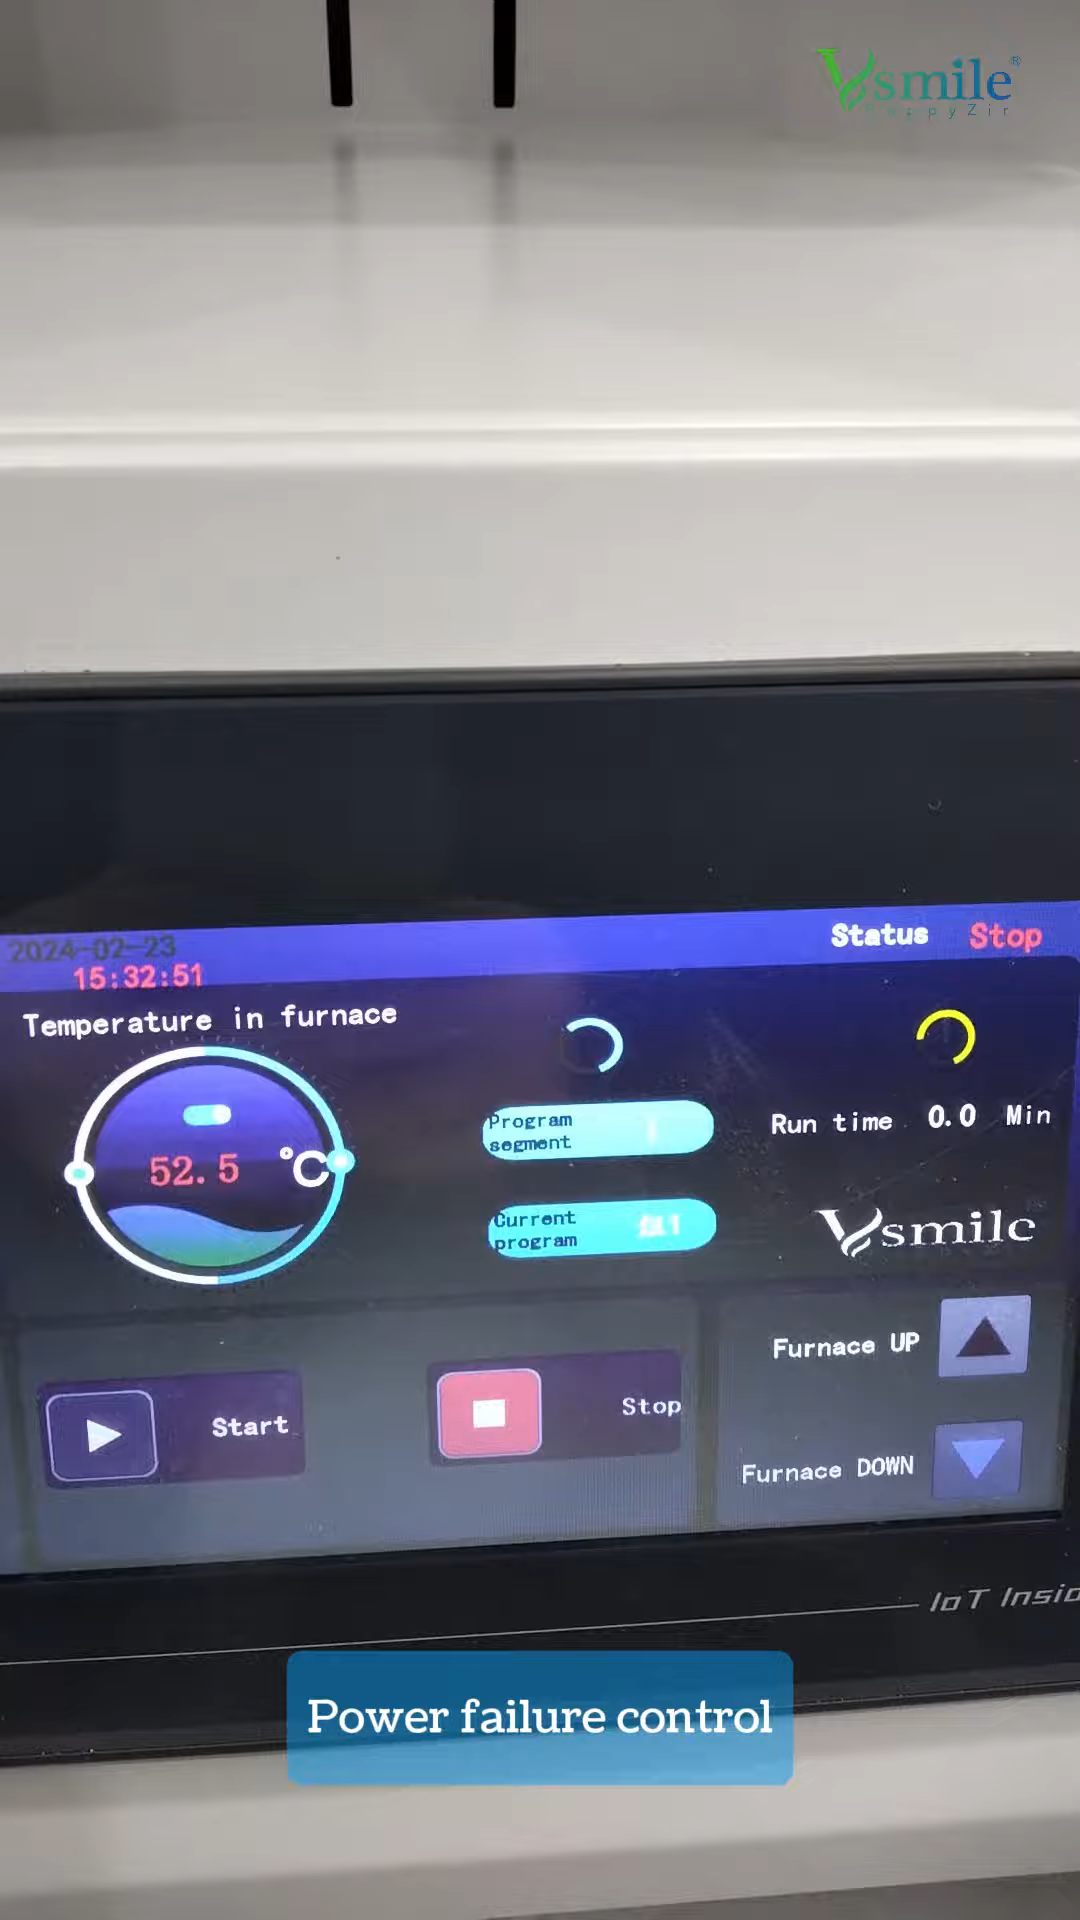 Vsmile®
2024-02-23
15:32:51
Status Stop
Temperature in furnace
52.5 °C
Program
segment
Run time 0.0 Min
Current
program
Vsmile
Furnace UP
Start
Stop
Furnace DOWN
IoT Insid
Power failure control